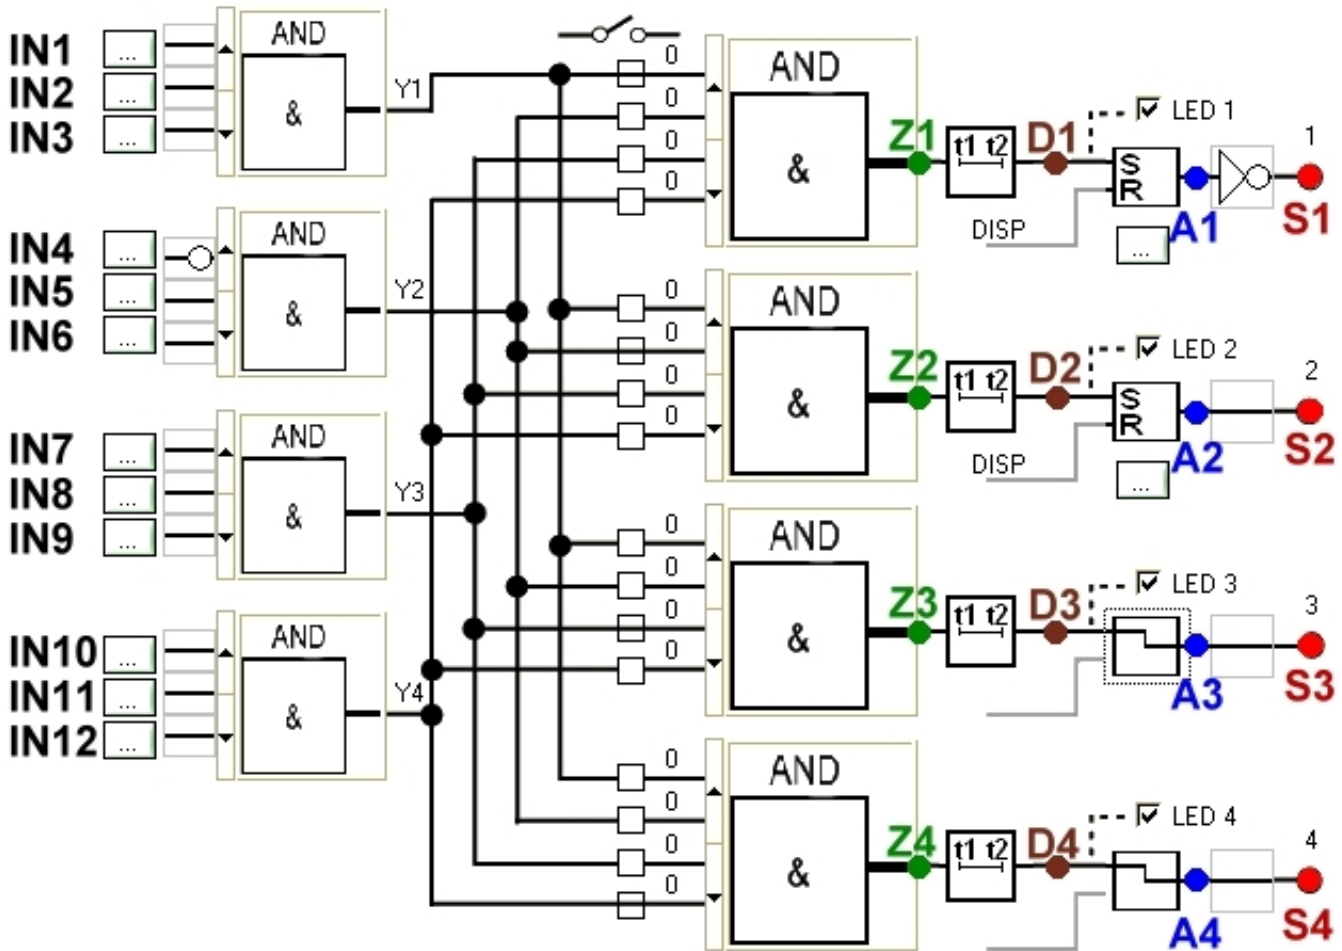 IN1 ... AND
IN2 ... & Y1
IN3 ...
IN4 ... AND
IN5 ... & Y2
IN6 ...
IN7 ... AND
IN8 ... & Y3
IN9 ...
IN10 ... AND
IN11 ... & Y4
IN12 ...
0
0
0
0
AND
&
Z1
t1 t2
D1
LED 1
S
R
DISP
...
A1
1
S1
0
0
0
0
AND
&
Z2
t1 t2
D2
LED 2
S
R
DISP
...
A2
2
S2
0
0
0
0
AND
&
Z3
t1 t2
D3
LED 3
A3
3
S3
0
0
0
0
AND
&
Z4
t1 t2
D4
LED 4
A4
4
S4